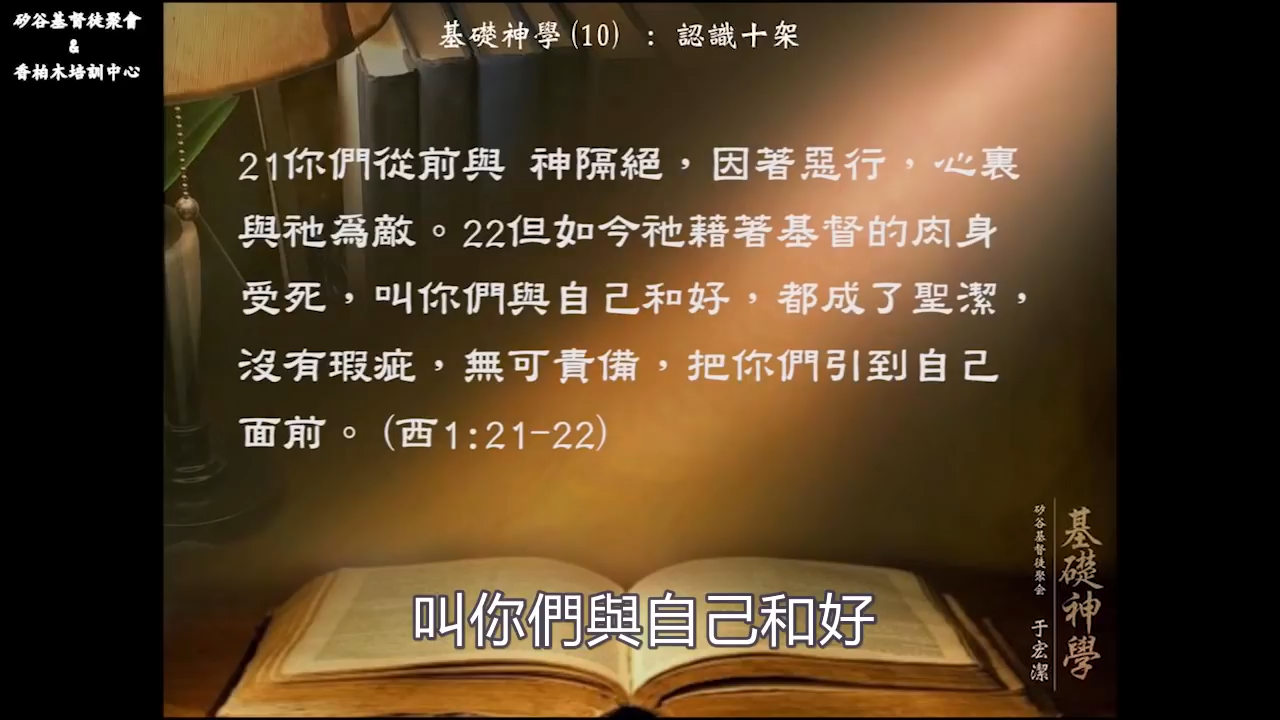 矽谷基督徒聚會
&
香柏木培訓中心
基礎神學(10) : 認識十架
21你們從前與 神隔絕，因著惡行，心裏
與祂為敵。22但如今祂藉著基督的肉身
受死，叫你們與自己和好，都成了聖潔，
沒有瑕疵，無可責備，把你們引到自己
面前。(西1:21-22)
基礎神學
矽谷基督徒聚会 于宏潔
叫你們與自己和好